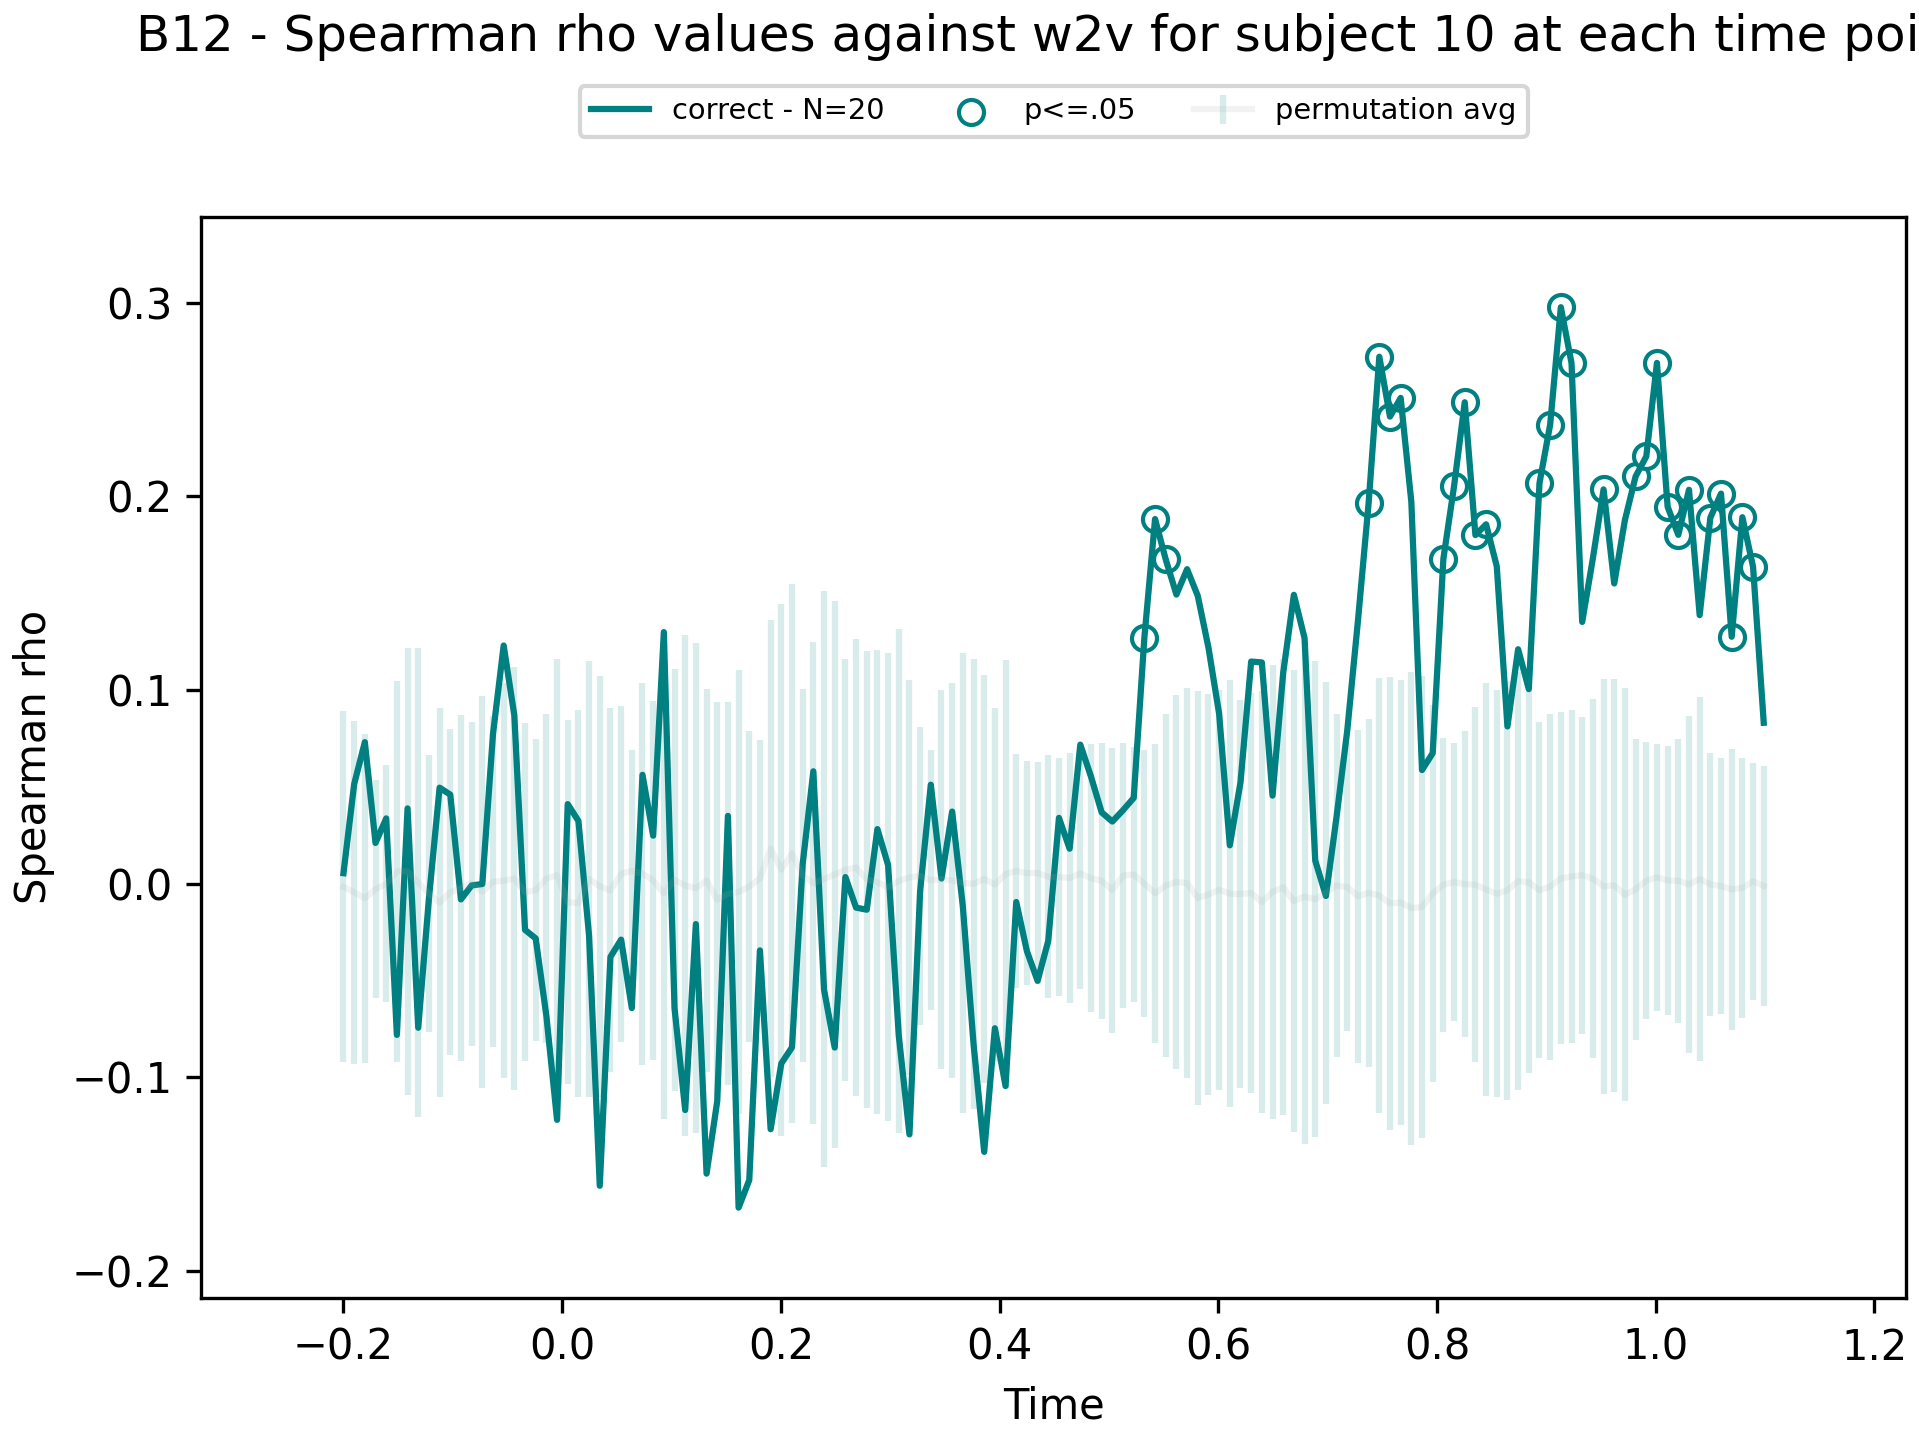 B12 - Spearman rho values against w2v for subject 10 at each time poi
correct - N=20
p<=.05
permutation avg
Spearman rho
0.3
0.2
0.1
0.0
−0.1
−0.2
−0.2
0.0
0.2
0.4
0.6
0.8
1.0
1.2
Time